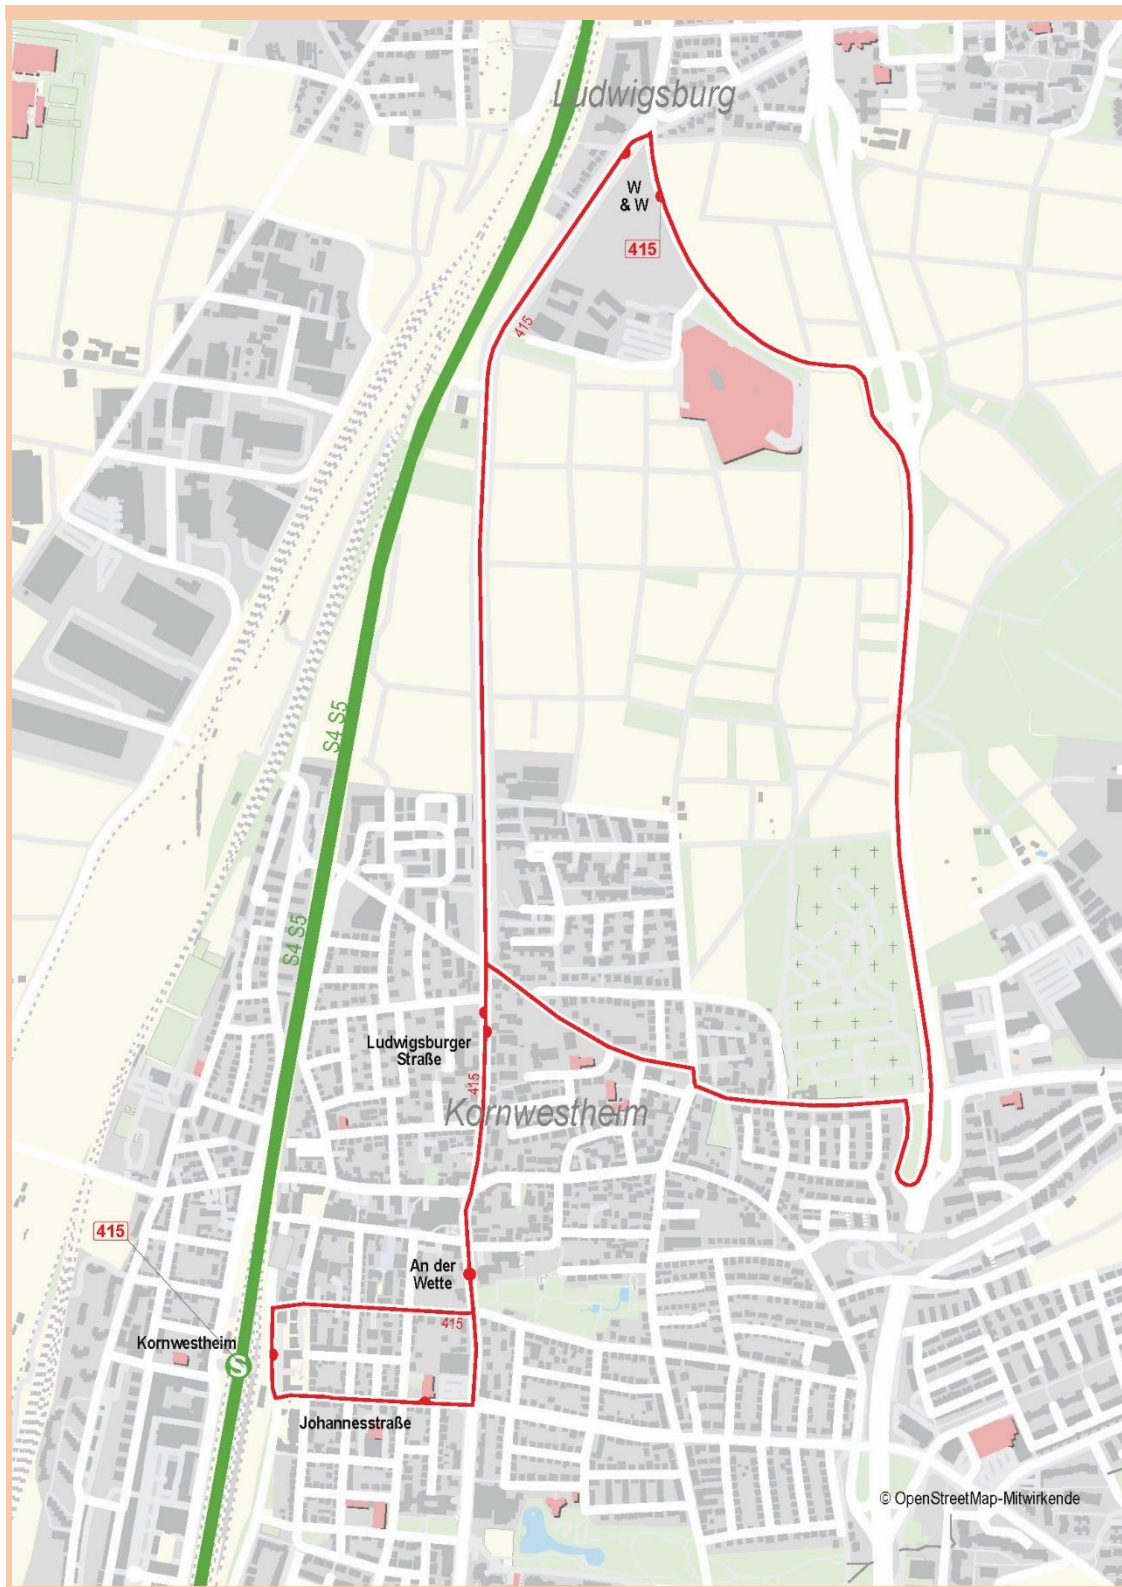 Ludwigsburg
W
& W
415
415
S4 S5
S4 S5
Ludwigsburger
Straße
415
Kornwestheim
415
An der
Wette
415
Kornwestheim
S
Johannesstraße
© OpenStreetMap-Mitwirkende